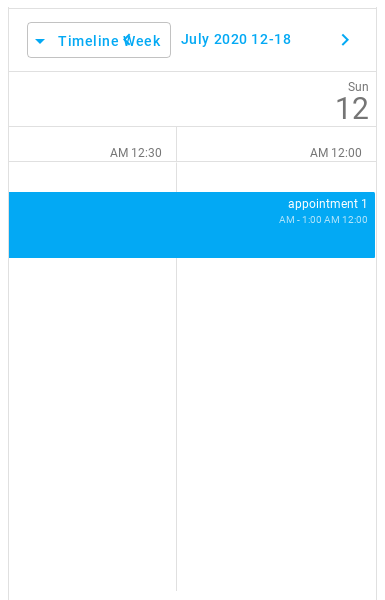 Timeline Week
July 2020 12-18
Sun
12
AM 12:00
AM 12:30
appointment 1
AM - 1:00 AM 12:00